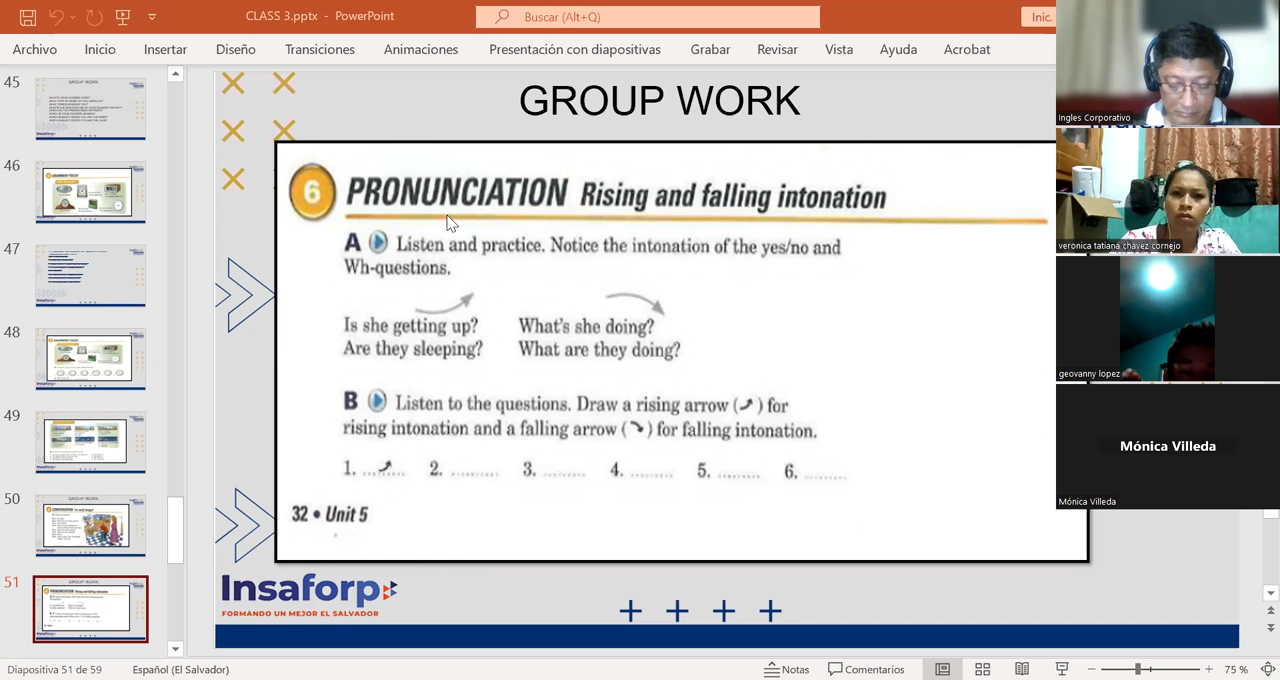 CLASS 3.pptx - PowerPoint
Buscar (Alt+Q)
Inic.
Archivo Inicio Insertar Diseño Transiciones Animaciones Presentación con diapositivas Grabar Revisar Vista Ayuda Acrobat
45
46
47
48
49
50
51
GROUP WORK
6 PRONUNCIATION Rising and falling intonation
A Listen and practice. Notice the intonation of the yes/no and
Wh-questions.
Is she getting up? What's she doing?
Are they sleeping? What are they doing?
B Listen to the questions. Draw a rising arrow ( ) for
rising intonation and a falling arrow ( ) for falling intonation.
1. 2. 3. 4. 5. 6.
32 • Unit 5
Insaforp
FORMANDO UN MEJOR EL SALVADOR
Ingles Corporativo
veronica tatiana chavez cornejo
geovanny lopez
Mónica Villeda
Mónica Villeda
Diapositiva 51 de 59 Español (El Salvador) Notas Comentarios 75 %